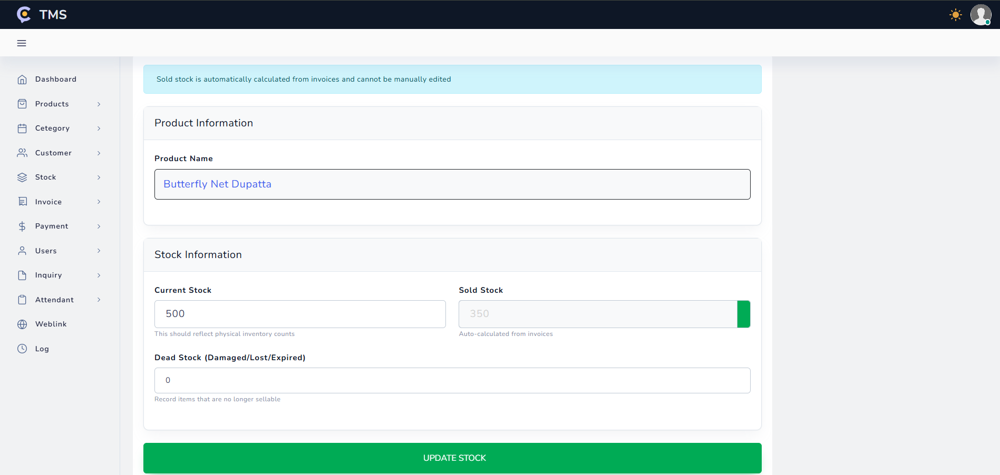 TMS
Dashboard
Products
Cetegory
Customer
Stock
Invoice
Payment
Users
Inquiry
Attendant
Weblink
Log
Sold stock is automatically calculated from invoices and cannot be manually edited
Product Information
Product Name
Butterfly Net Dupatta
Stock Information
Current Stock
500
This should reflect physical inventory counts
Sold Stock
350
Auto-calculated from invoices
Dead Stock (Damaged/Lost/Expired)
0
Record items that are no longer sellable
UPDATE STOCK